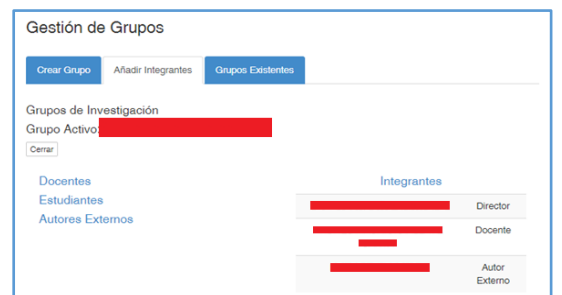 Gestión de Grupos
Crear Grupo Añadir Integrantes Grupos Existentes
Grupos de Investigación
Grupo Activo:
Cerrar
Docentes
Estudiantes
Autores Externos
Integrantes
Director
Docente
Autor
Externo